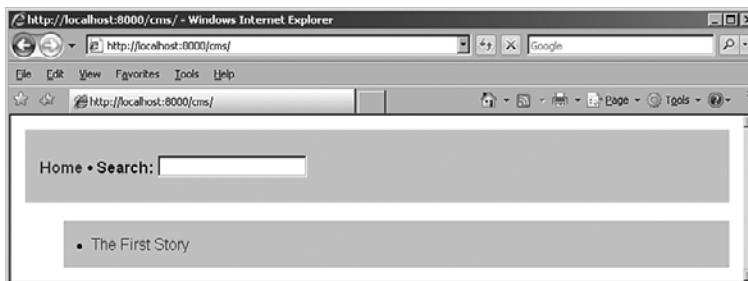 http://localhost:8000/cms/ - Windows Internet Explorer
http://localhost:8000/cms/
Google
File Edit View Favorites Tools Help
http://localhost:8000/cms/
Page Tools
Home • Search:
• The First Story